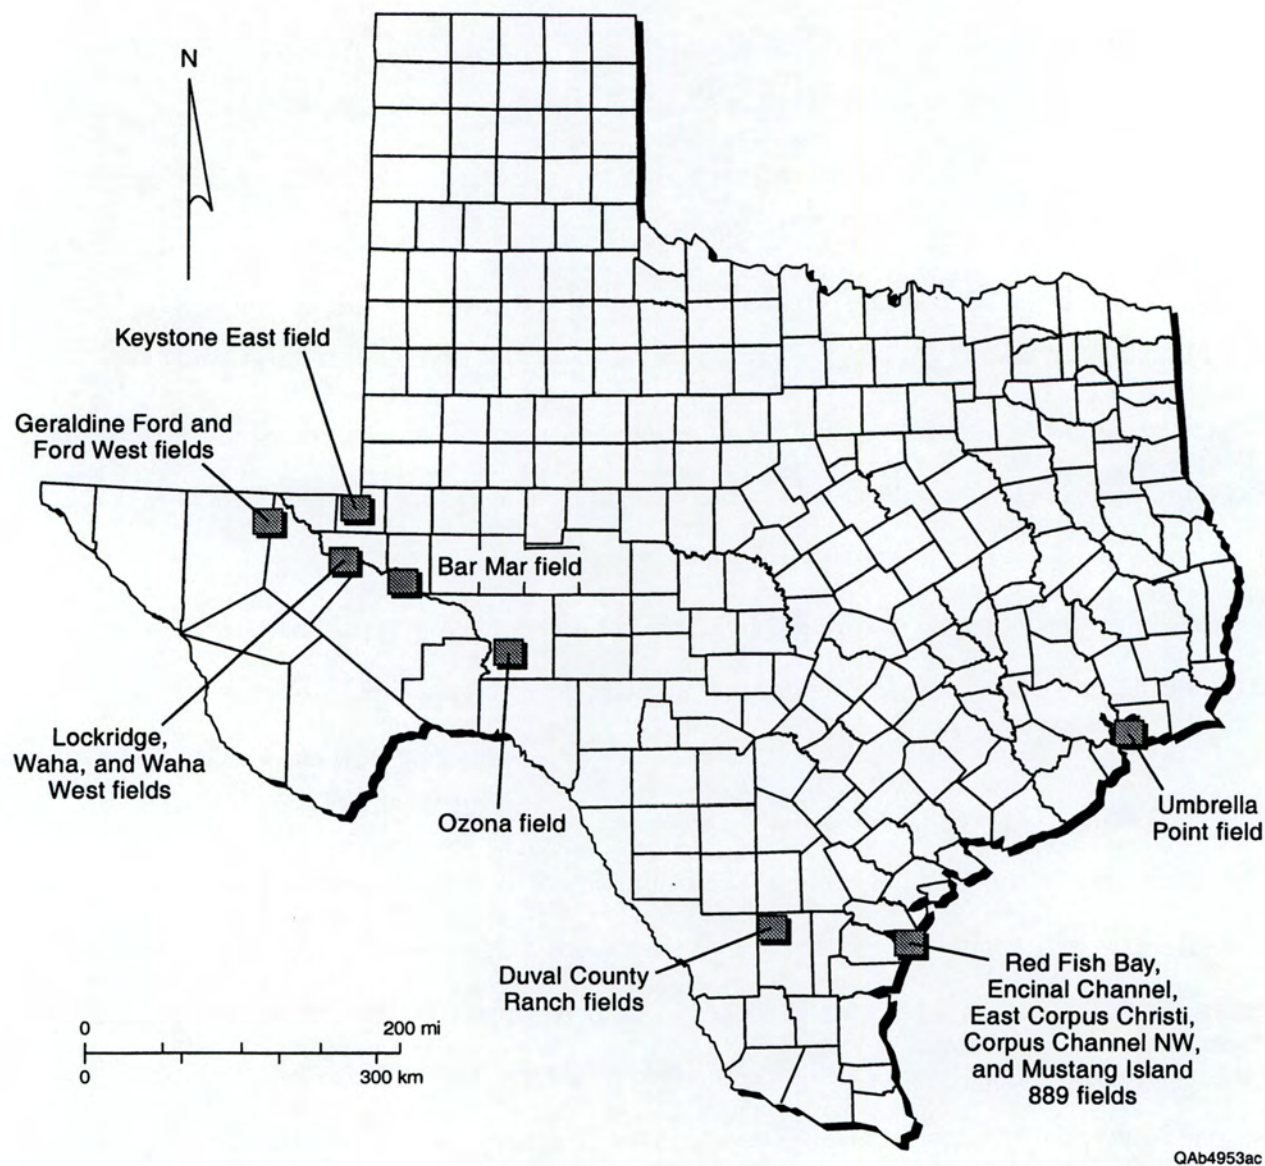 N
Keystone East field
Geraldine Ford and
Ford West fields
Bar Mar field
Lockridge,
Waha, and Waha
West fields
Ozona field
Umbrella
Point field
Duval County
Ranch fields
Red Fish Bay,
Encinal Channel,
East Corpus Christi,
Corpus Channel NW,
and Mustang Island
889 fields
0 200 mi
0 300 km
QAb4953ac